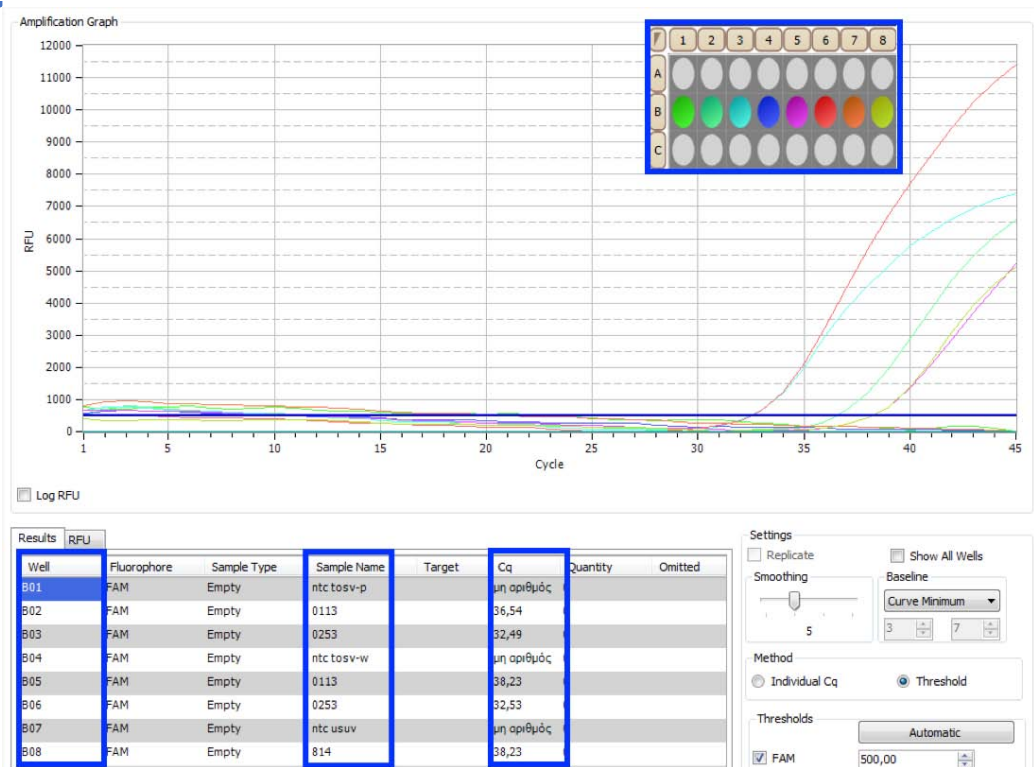 Amplification Graph
12000
11000
10000
9000
8000
7000
6000
5000
4000
3000
2000
1000
0
RFU
1 5 10 15 20 25 30 35 40 45
Cycle
1 2 3 4 5 6 7 8
A
B
C
Log RFU
Results RFU
Well Fluorophore Sample Type Sample Name Target Cq Quantity Omitted
B01 FAM Empty ntc tosv-p μη αριθμός
B02 FAM Empty 0113 36,54
B03 FAM Empty 0253 32,49
B04 FAM Empty ntc tosv-w μη αριθμός
B05 FAM Empty 0113 38,23
B06 FAM Empty 0253 32,53
B07 FAM Empty ntc usuv μη αριθμός
B08 FAM Empty 814 38,23
Settings
Replicate Show All Wells
Smoothing Baseline
Curve Minimum
5 3 7
Method
Individual Cq Threshold
Thresholds
Automatic
FAM 500,00